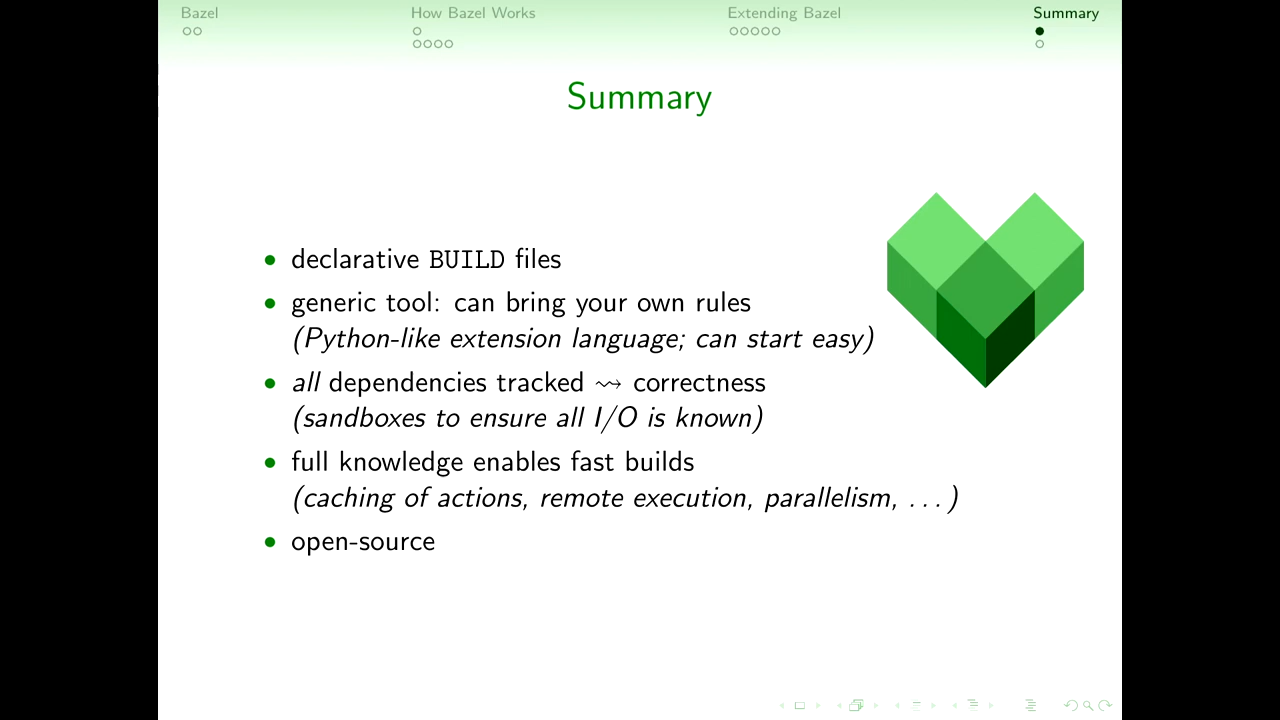 Bazel How Bazel Works Extending Bazel Summary
Summary
• declarative BUILD files
• generic tool: can bring your own rules
(Python-like extension language; can start easy)
• all dependencies tracked ⇝ correctness
(sandboxes to ensure all I/O is known)
• full knowledge enables fast builds
(caching of actions, remote execution, parallelism, ...)
• open-source